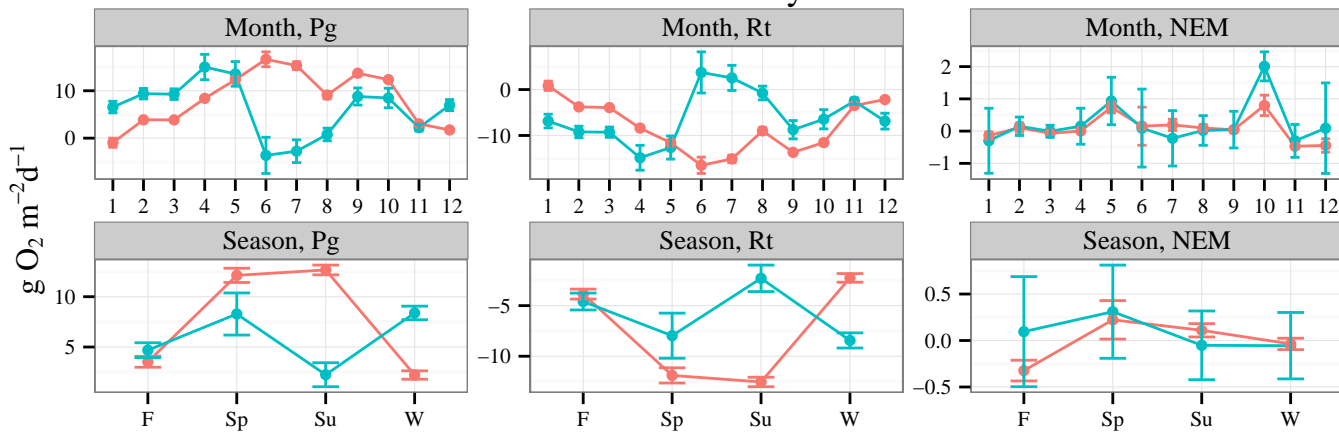 Month, Pg
Month, Rt
Month, NEM
10
0
0
−10
2
1
0
−1
1 2 3 4 5 6 7 8 9 10 11 12
1 2 3 4 5 6 7 8 9 10 11 12
1 2 3 4 5 6 7 8 9 10 11 12
g O₂ m⁻²d⁻¹
Season, Pg
Season, Rt
Season, NEM
10
5
−5
−10
0.5
0.0
−0.5
F Sp Su W
F Sp Su W
F Sp Su W